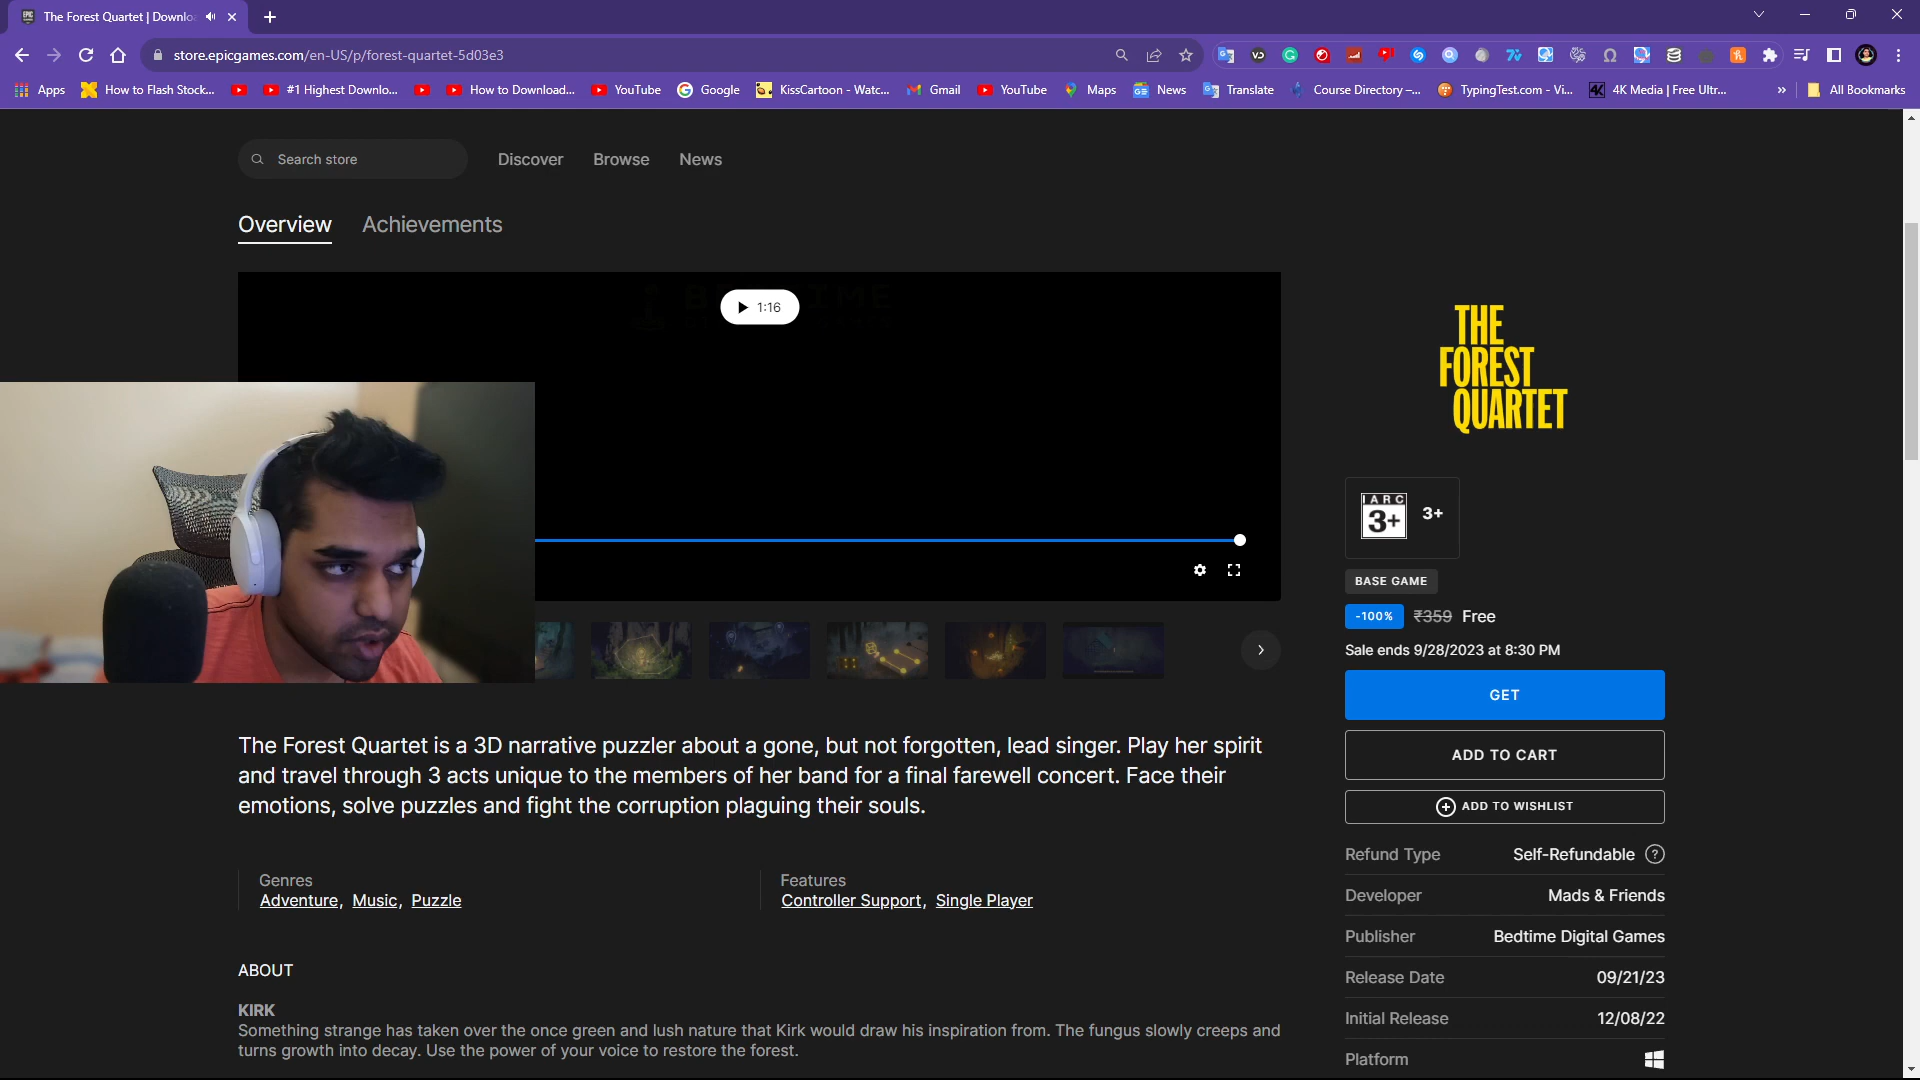 The Forest Quartet | Downlo
store.epicgames.com/en-US/p/forest-quartet-5d03e3
Apps
How to Flash Stock...
#1 Highest Downlo...
How to Download...
YouTube
Google
KissCartoon - Watc...
Gmail
YouTube
Maps
News
Translate
Course Directory –...
TypingTest.com - Vi...
4K Media | Free Ultr...
»
All Bookmarks
Search store
Discover
Browse
News
Overview
Achievements
1:16
THE
FOREST
QUARTET
IARC
3+
3+
BASE GAME
-100%
₹359
Free
Sale ends 9/28/2023 at 8:30 PM
GET
ADD TO CART
ADD TO WISHLIST
The Forest Quartet is a 3D narrative puzzler about a gone, but not forgotten, lead singer. Play her spirit
and travel through 3 acts unique to the members of her band for a final farewell concert. Face their
emotions, solve puzzles and fight the corruption plaguing their souls.
Genres
Adventure, Music, Puzzle
Features
Controller Support, Single Player
Refund Type
Self-Refundable
Developer
Mads & Friends
Publisher
Bedtime Digital Games
Release Date
09/21/23
Initial Release
12/08/22
Platform
ABOUT
KIRK
Something strange has taken over the once green and lush nature that Kirk would draw his inspiration from. The fungus slowly creeps and
turns growth into decay. Use the power of your voice to restore the forest.